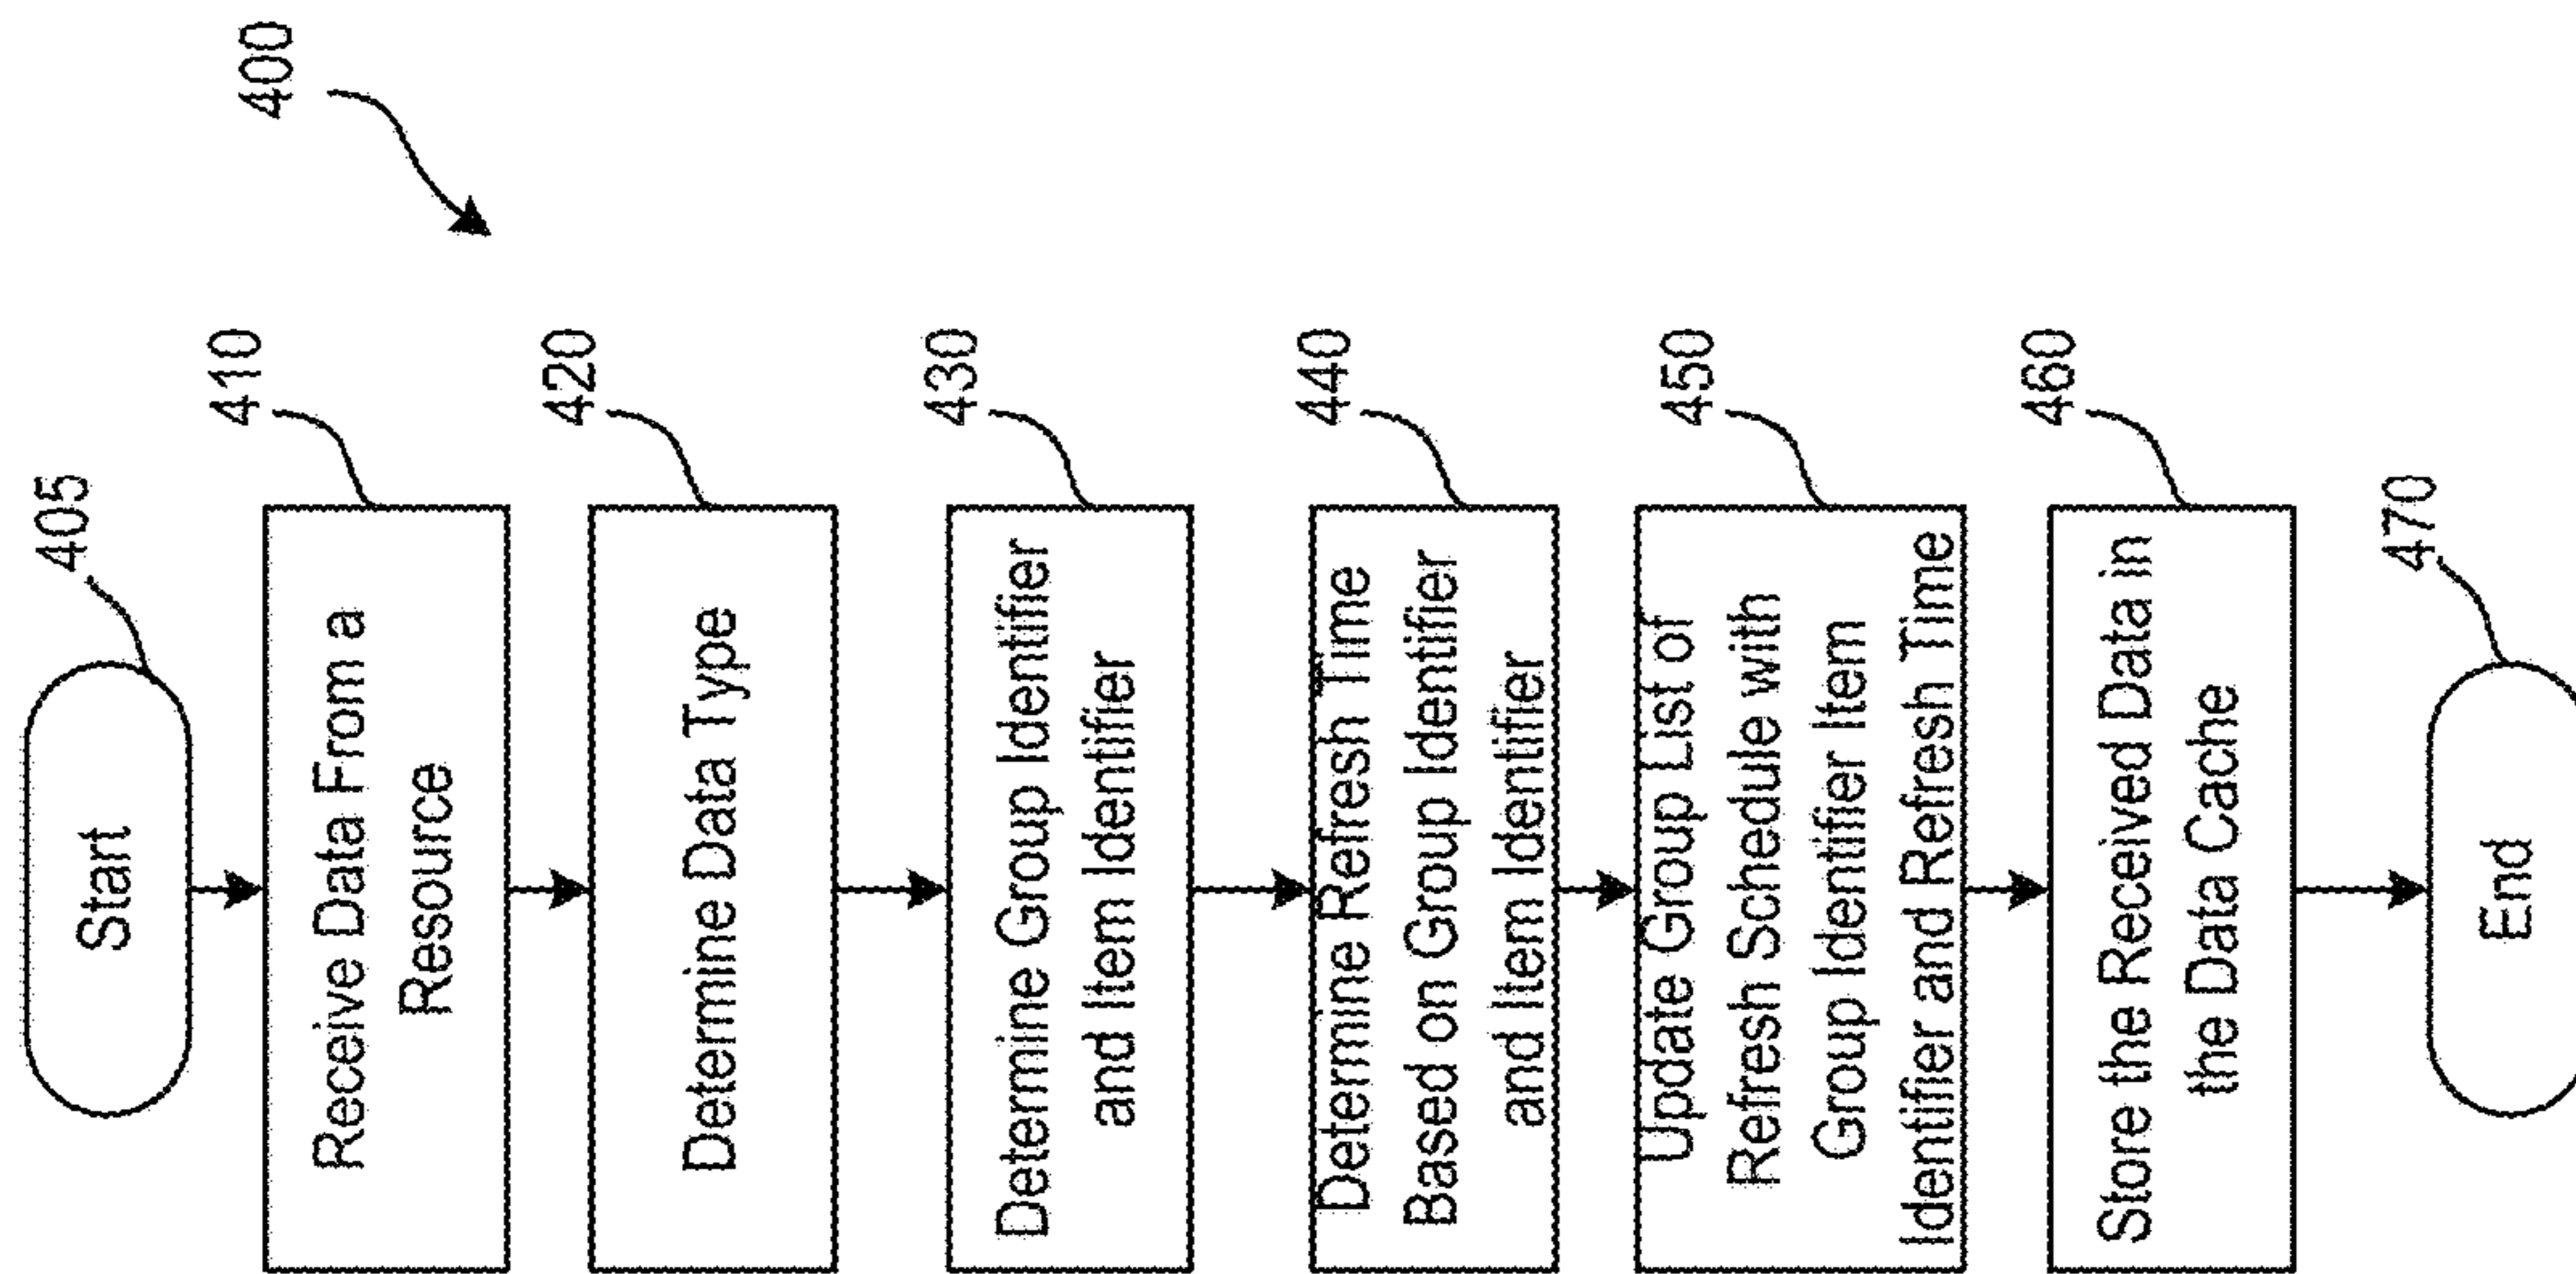 400
405
Start
410
Receive Data From a
Resource
420
Determine Data Type
430
Determine Group Identifier
and Item Identifier
440
Determine Refresh Time
Based on Group Identifier
and Item Identifier
450
Update Group List of
Refresh Schedule with
Group Identifier Item
Identifier and Refresh Time
460
Store the Received Data in
the Data Cache
470
End